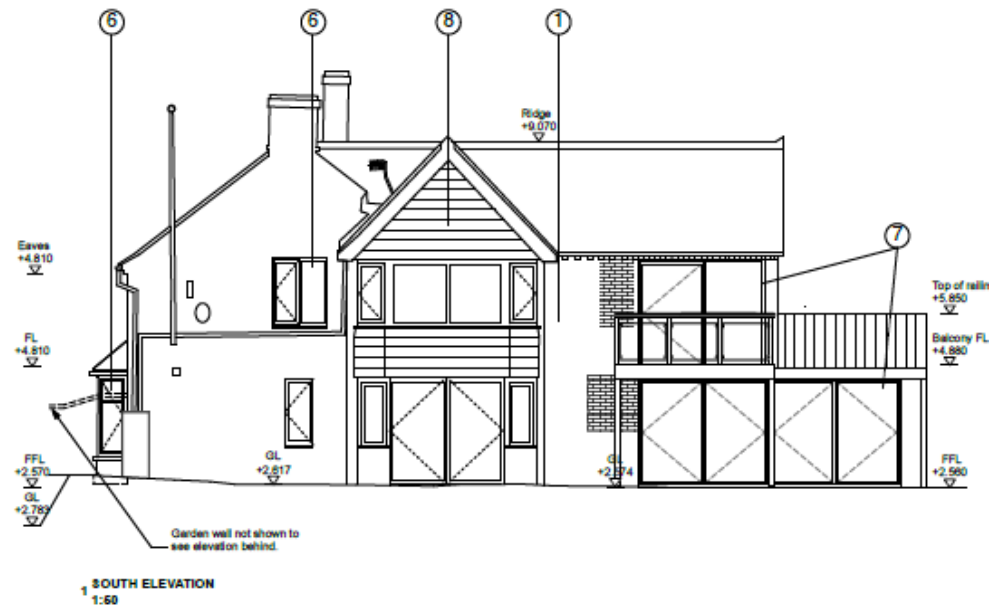 6
6
8
1
Ridge
+9.070
7
Eaves
+4.810
Top of railin
+5.850
FL
+4.810
Balcony FL
+4.880
GL
+2.617
GL
FFL
+2.570
FFL
+2.560
GL
+2.783
Garden wall not shown to
see elevation behind.
1 SOUTH ELEVATION
1:50